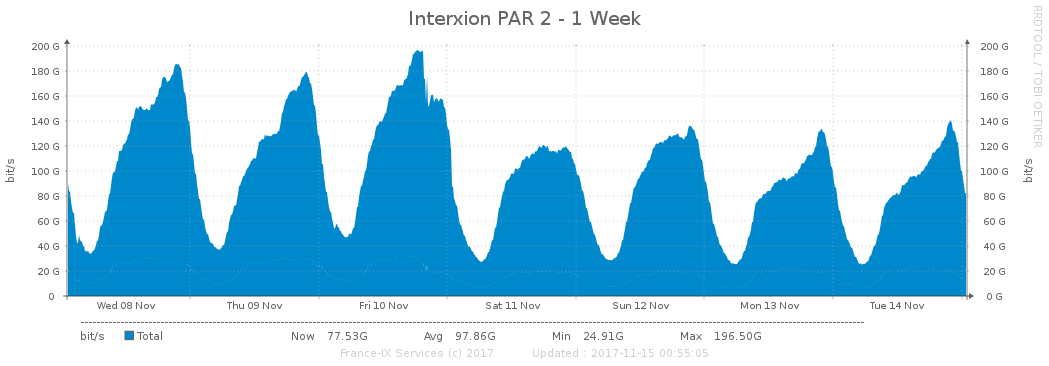 Interxion PAR 2 - 1 Week
RRDTOOL / TOBI OETIKER
bit/s
200 G 200 G
180 G 180 G
160 G 160 G
140 G 140 G
120 G 120 G
100 G 100 G
80 G 80 G
60 G 60 G
40 G 40 G
20 G 20 G
0 0 G
bit/s
Wed 08 Nov Thu 09 Nov Fri 10 Nov Sat 11 Nov Sun 12 Nov Mon 13 Nov Tue 14 Nov
bit/s Total Now 77.53G Avg 97.86G Min 24.91G Max 196.50G
France-IX Services (c) 2017 Updated : 2017-11-15 00:55:05